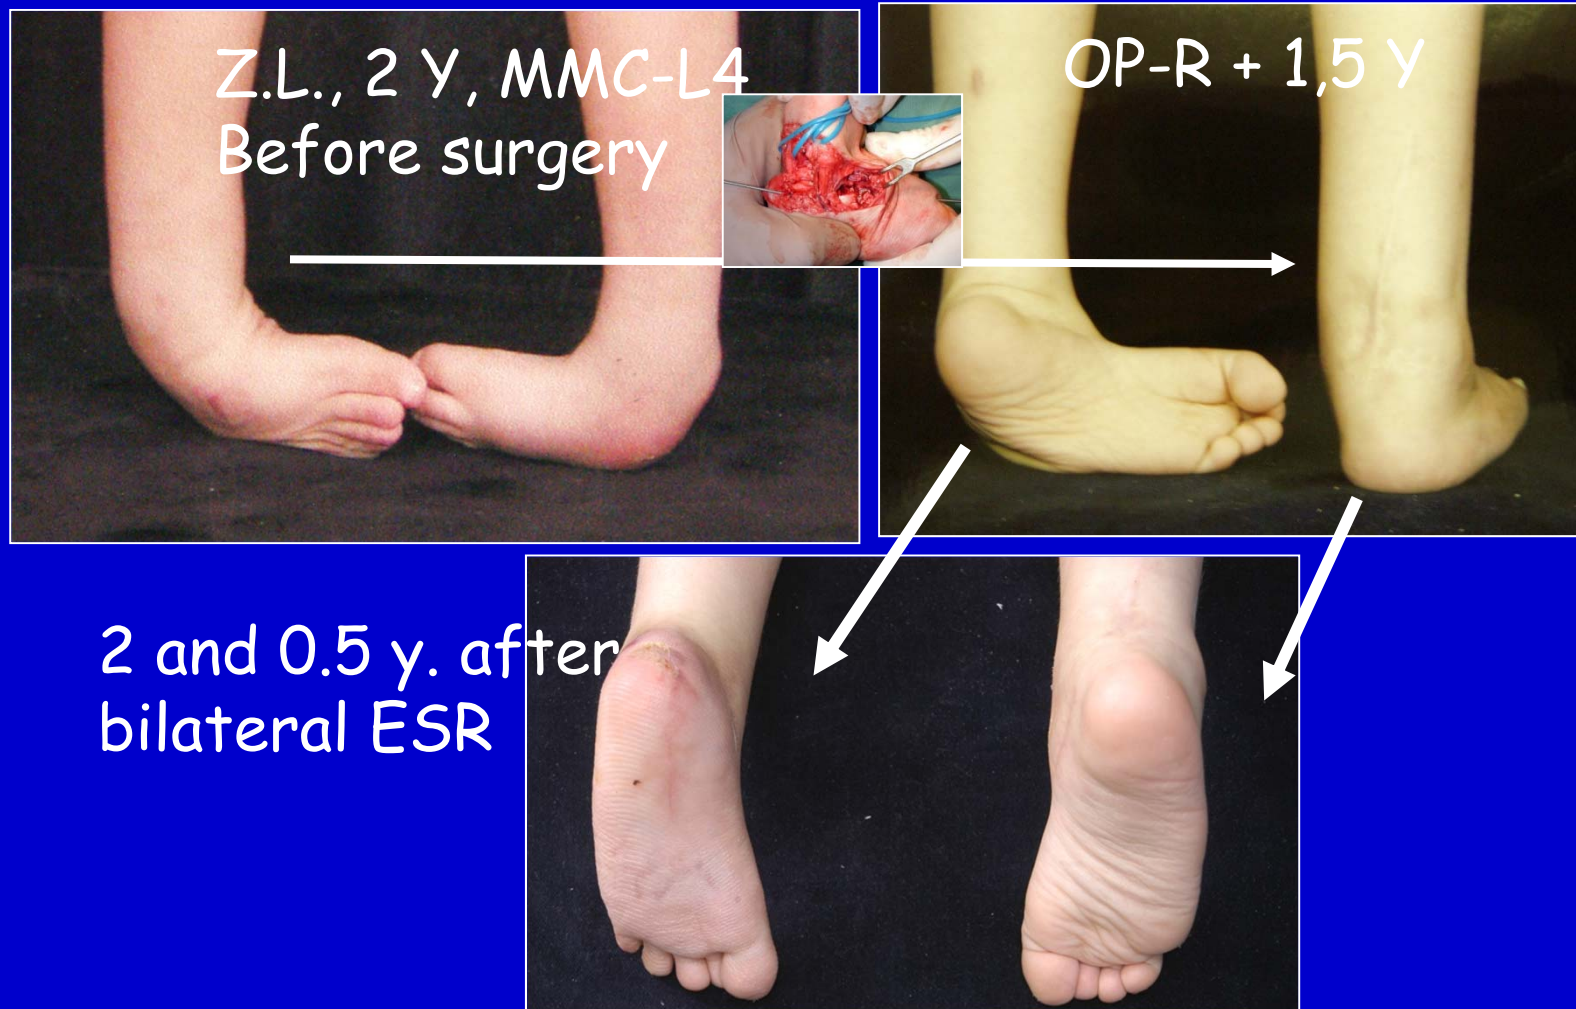 Z.L., 2 Y, MMC-L4
Before surgery
OP-R + 1,5 Y
2 and 0.5 y. after
bilateral ESR